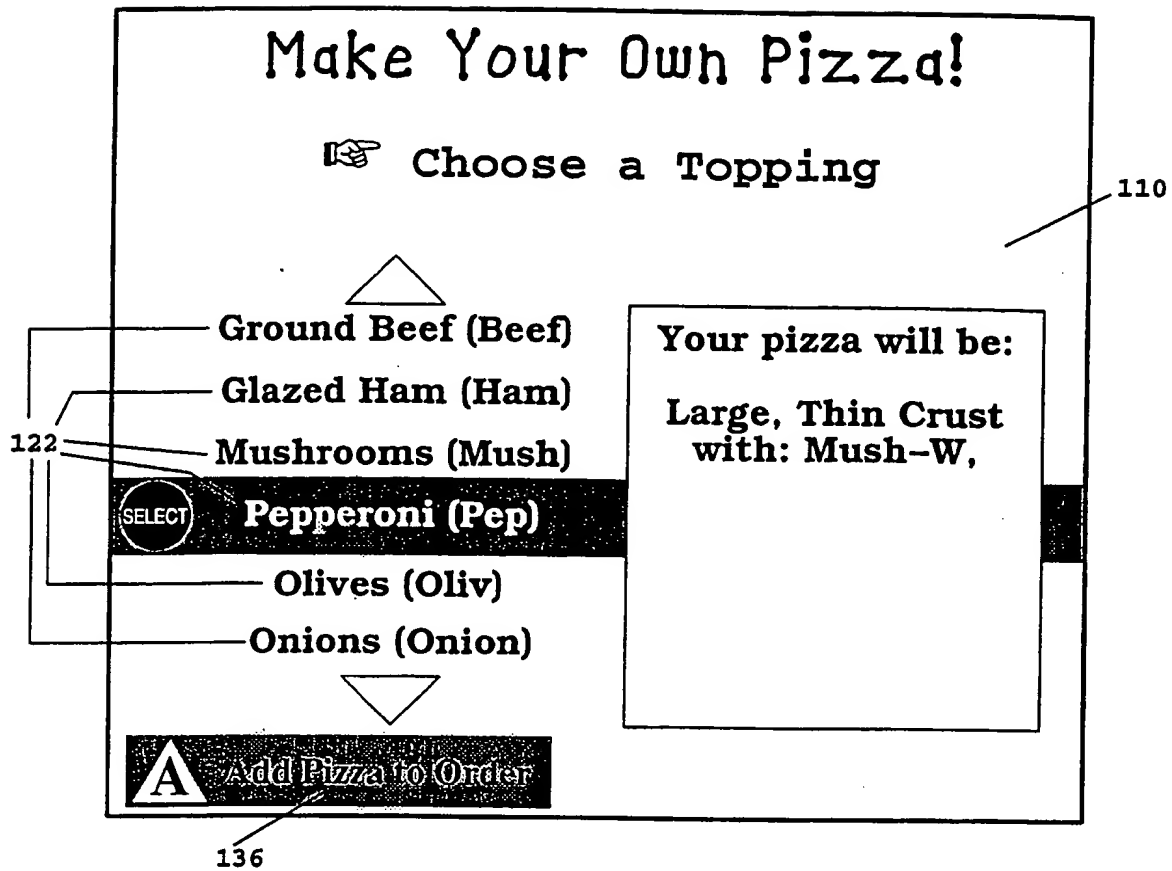 Make Your Own Pizza!
☞ Choose a Topping
110
Ground Beef (Beef)
Glazed Ham (Ham)
122
Mushrooms (Mush)
SELECT Pepperoni (Pep)
Olives (Oliv)
Onions (Onion)
Your pizza will be:
Large, Thin Crust
with: Mush-W,
A Add Pizza to Order
136